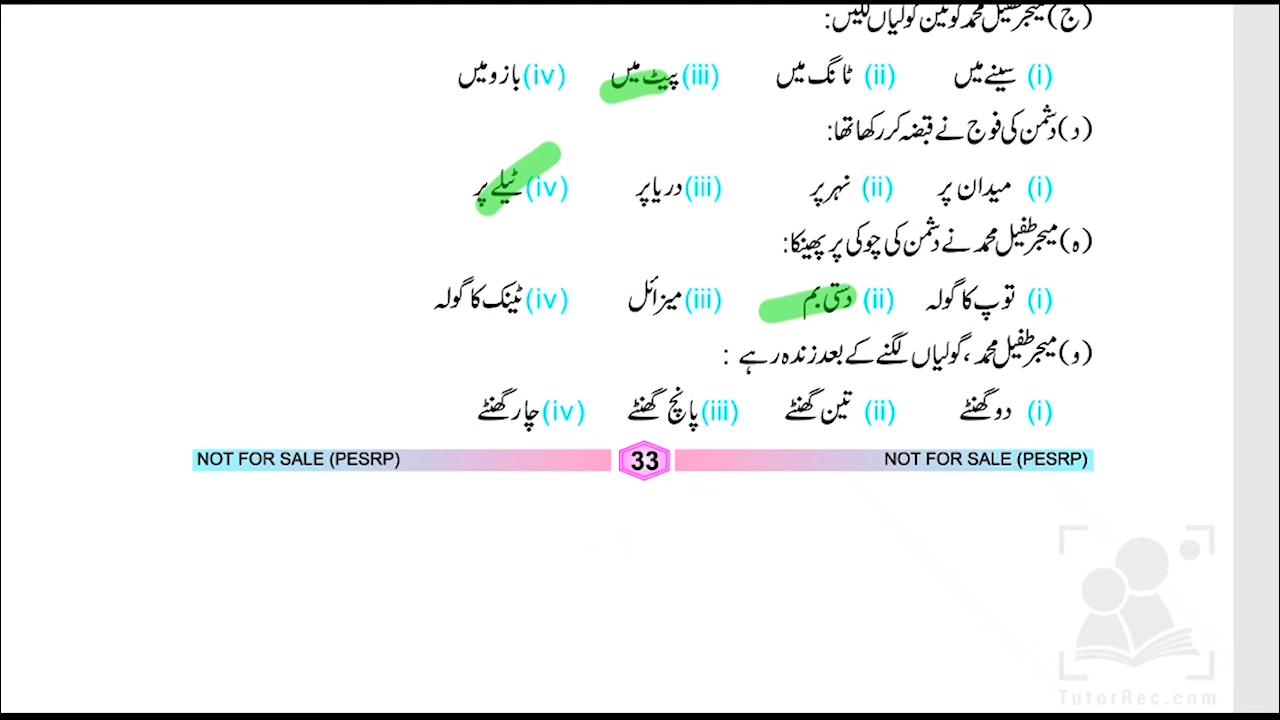 (ج) میجر طفیل محمد کو تین گولیاں لگیں:
(i) سینے میں (ii) ٹانگ میں (iii) پیٹ میں (iv) بازو میں
(د) دشمن کی فوج نے قبضہ کر رکھا تھا:
(i) میدان پر (ii) نہر پر (iii) دریا پر (iv) ٹیلے پر
(ہ) میجر طفیل محمد نے دشمن کی چوکی پر پھینکا:
(i) توپ کا گولہ (ii) دستی بم (iii) میزائل (iv) ٹینک کا گولہ
(و) میجر طفیل محمد، گولیاں لگنے کے بعد زندہ رہے :
(i) دو گھنٹے (ii) تین گھنٹے (iii) پانچ گھنٹے (iv) چار گھنٹے
NOT FOR SALE (PESRP) 33 NOT FOR SALE (PESRP)
TutorRec.com